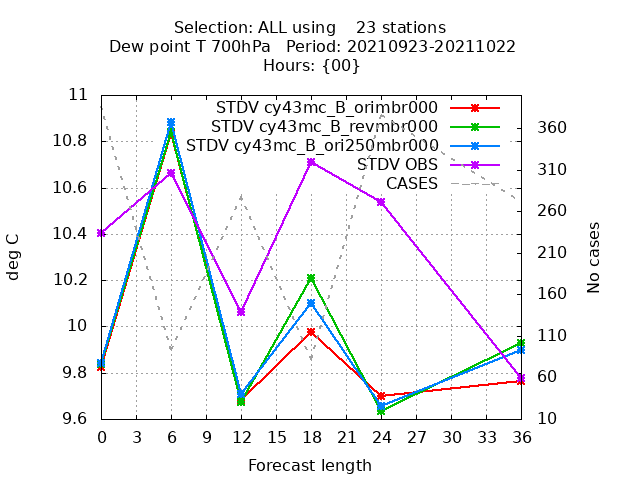 Selection: ALL using    23 stations
Dew point T 700hPa   Period: 20210923-20211022
Hours: {00}
STDV cy43mc_B_orimbr000
STDV cy43mc_B_revmbr000
STDV cy43mc_B_ori250mbr000
STDV OBS
CASES
11
10.8
10.6
10.4
10.2
10
9.8
9.6
deg C
360
310
260
210
160
110
60
10
No cases
0 3 6 9 12 15 18 21 24 27 30 33 36
Forecast length